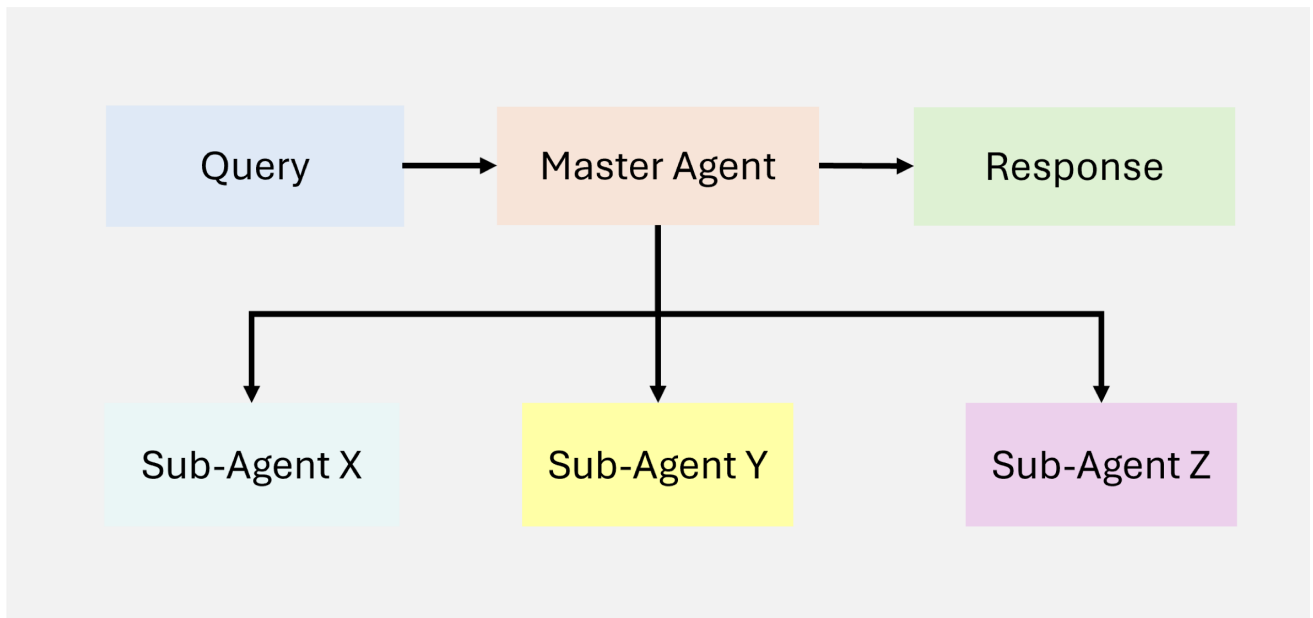 Query
Master Agent
Response
Sub-Agent X
Sub-Agent Y
Sub-Agent Z